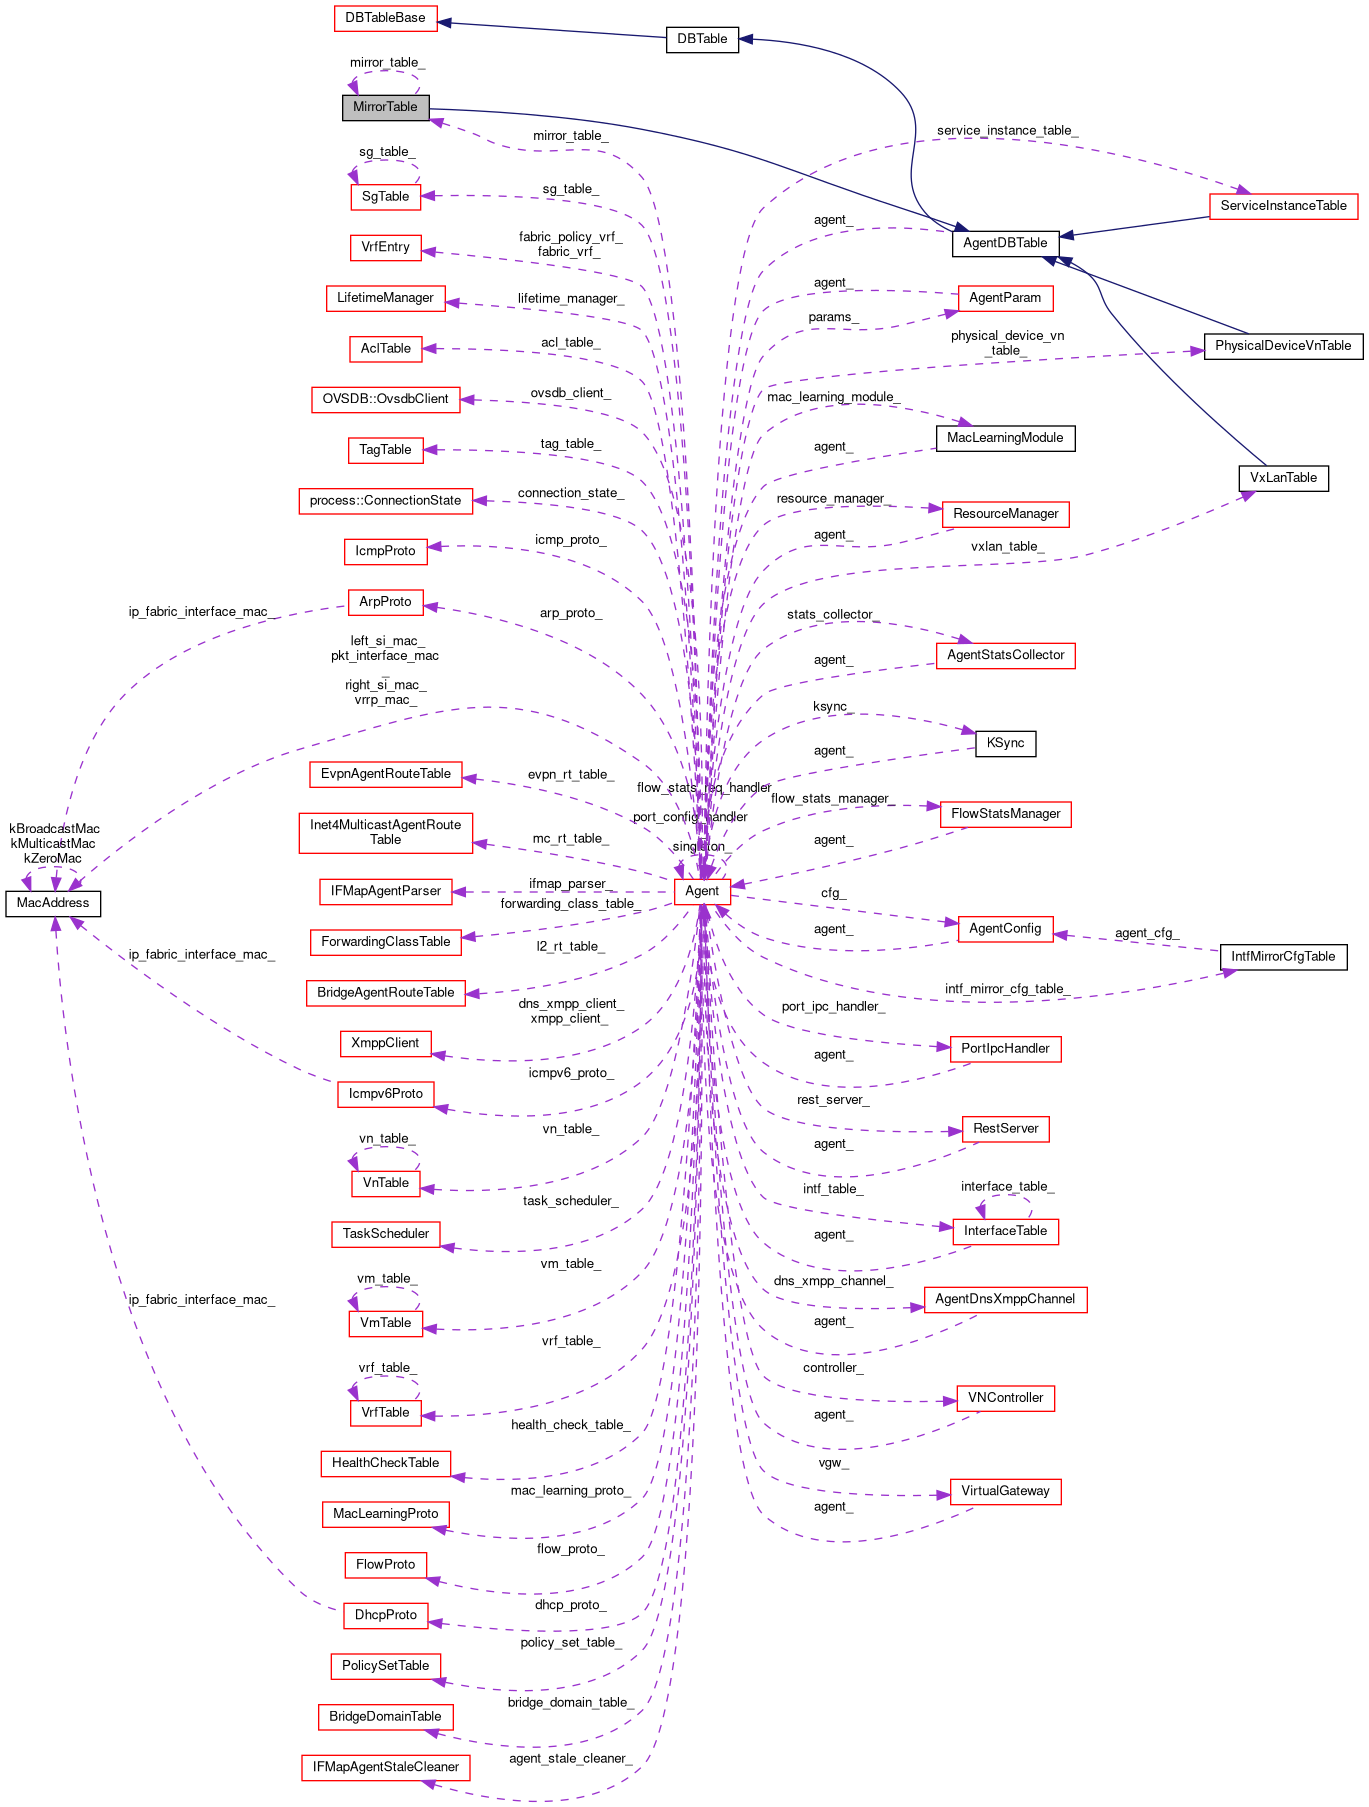 DBTableBase
DBTable
mirror_table_
MirrorTable
mirror_table_
service_instance_table_
sg_table_
SgTable
sg_table_
ServiceInstanceTable
agent_
AgentDBTable
VrfEntry
fabric_policy_vrf_
fabric_vrf_
LifetimeManager
lifetime_manager_
agent_
AgentParam
params_
AclTable
acl_table_
physical_device_vn
_table_
PhysicalDeviceVnTable
OVSDB::OvsdbClient
ovsdb_client_
mac_learning_module_
MacLearningModule
TagTable
tag_table_
agent_
VxLanTable
process::ConnectionState
connection_state_
resource_manager_
ResourceManager
agent_
IcmpProto
icmp_proto_
vxlan_table_
ArpProto
ip_fabric_interface_mac_
arp_proto_
stats_collector_
AgentStatsCollector
agent_
left_si_mac_
pkt_interface_mac
_
right_si_mac_
vrrp_mac_
ksync_
KSync
agent_
EvpnAgentRouteTable
evpn_rt_table_
flow_stats_req_handler
_
port_config_handler
_
singleton_
flow_stats_manager_
FlowStatsManager
agent_
Inet4MulticastAgentRoute
Table
mc_rt_table_
kBroadcastMac
kMulticastMac
kZeroMac
MacAddress
IFMapAgentParser
ifmap_parser_
Agent
cfg_
forwarding_class_table_
ForwardingClassTable
AgentConfig
agent_
agent_cfg_
IntfMirrorCfgTable
ip_fabric_interface_mac_
l2_rt_table_
BridgeAgentRouteTable
intf_mirror_cfg_table_
dns_xmpp_client_
xmpp_client_
XmppClient
port_ipc_handler_
PortIpcHandler
agent_
Icmpv6Proto
icmpv6_proto_
rest_server_
RestServer
agent_
vn_table_
VnTable
vn_table_
intf_table_
interface_table_
InterfaceTable
agent_
TaskScheduler
task_scheduler_
vm_table_
VmTable
vm_table_
dns_xmpp_channel_
AgentDnsXmppChannel
agent_
ip_fabric_interface_mac_
vrf_table_
VrfTable
vrf_table_
controller_
VNController
agent_
HealthCheckTable
health_check_table_
vgw_
VirtualGateway
agent_
MacLearningProto
mac_learning_proto_
FlowProto
flow_proto_
DhcpProto
dhcp_proto_
PolicySetTable
policy_set_table_
BridgeDomainTable
bridge_domain_table_
IFMapAgentStaleCleaner
agent_stale_cleaner_